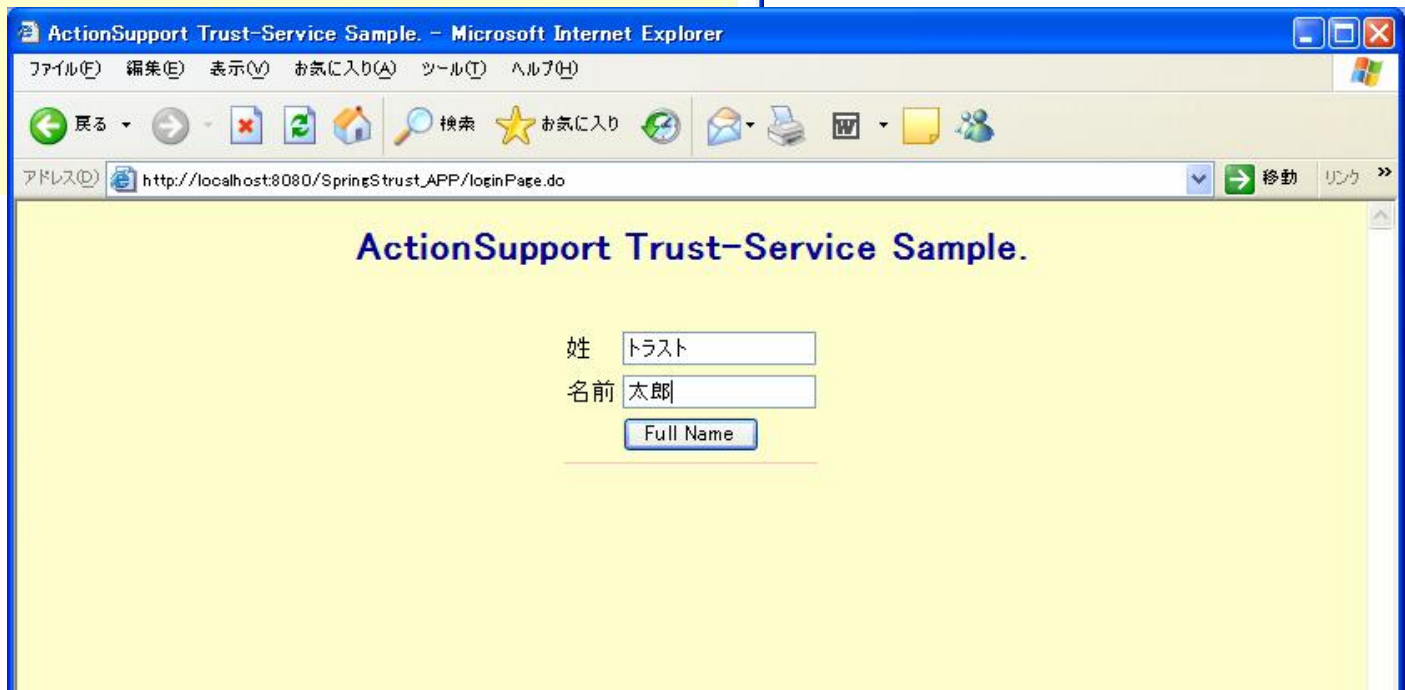 ActionSupport Trust-Service Sample. - Microsoft Internet Explorer
ファイル(F) 編集(E) 表示(V) お気に入り(A) ツール(T) ヘルプ(H)
戻る 検索 お気に入り
アドレス(D) http://localhost:8080/SpringStrust_APP/loginPage.do 移動 リンク »
ActionSupport Trust-Service Sample.
姓 トラスト
名前 太郎
Full Name